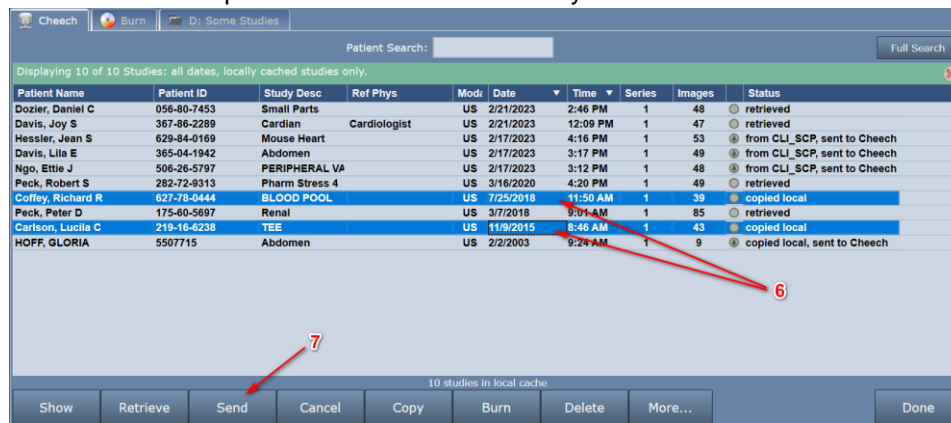 Cheech Burn D: Some Studies
Patient Search: Full Search
Displaying 10 of 10 Studies: all dates, locally cached studies only.
Patient Name Patient ID Study Desc Ref Phys Moda Date Time Series Images Status
Dozier, Daniel C 056-80-7453 Small Parts US 2/21/2023 2:46 PM 1 48 retrieved
Davis, Joy S 367-86-2289 Cardian Cardiologist US 2/21/2023 12:09 PM 1 47 retrieved
Hessler, Jean S 629-84-0169 Mouse Heart US 2/17/2023 4:16 PM 1 53 from CLI_SCP, sent to Cheech
Davis, Lila E 365-04-1942 Abdomen US 2/17/2023 3:17 PM 1 49 from CLI_SCP, sent to Cheech
Ngo, Ettie J 506-26-5797 PERIPHERAL VA US 2/17/2023 3:12 PM 1 48 from CLI_SCP, sent to Cheech
Peck, Robert S 282-72-9313 Pharm Stress 4 US 3/16/2020 4:20 PM 1 49 retrieved
Coffey, Richard R 627-78-0444 BLOOD POOL US 7/25/2018 11:50 AM 1 39 copied local
Peck, Peter D 175-60-5697 Renal US 3/7/2018 9:01 AM 1 85 retrieved
Carlson, Lucila C 219-16-6238 TEE US 11/9/2015 8:46 AM 1 43 copied local
HOFF, GLORIA 5507715 Abdomen US 2/2/2003 9:24 AM 1 9 copied local, sent to Cheech
6
7
10 studies in local cache
Show Retrieve Send Cancel Copy Burn Delete More... Done